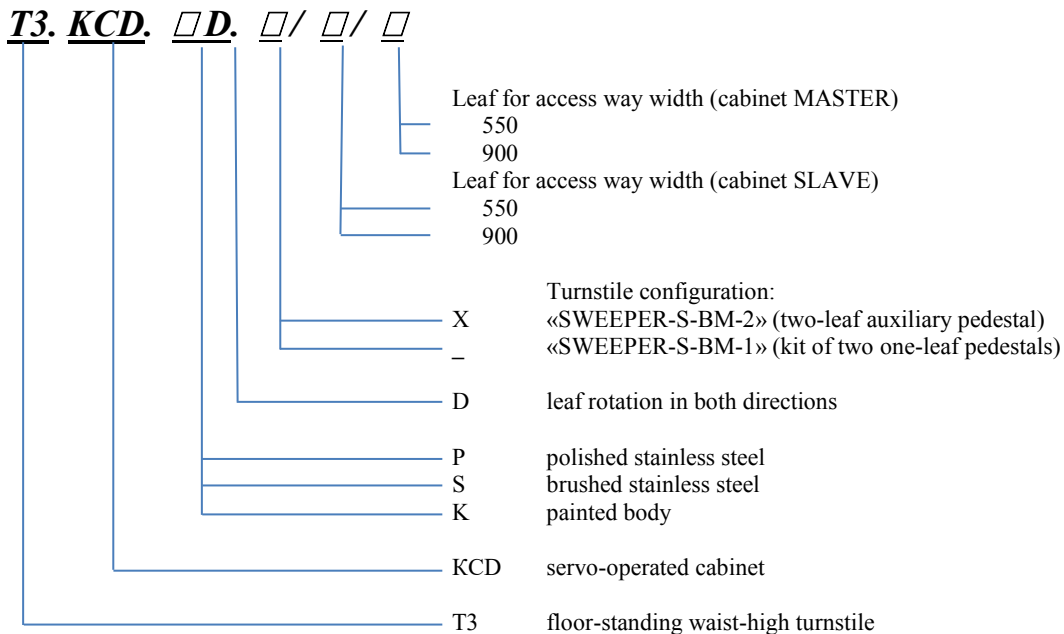 T3. KCD. □D. □/ □/ □
Leaf for access way width (cabinet MASTER)
550
900
Leaf for access way width (cabinet SLAVE)
550
900
Turnstile configuration:
X «SWEEPER-S-BM-2» (two-leaf auxiliary pedestal)
_ «SWEEPER-S-BM-1» (kit of two one-leaf pedestals)
D leaf rotation in both directions
P polished stainless steel
S brushed stainless steel
K painted body
KCD servo-operated cabinet
T3 floor-standing waist-high turnstile